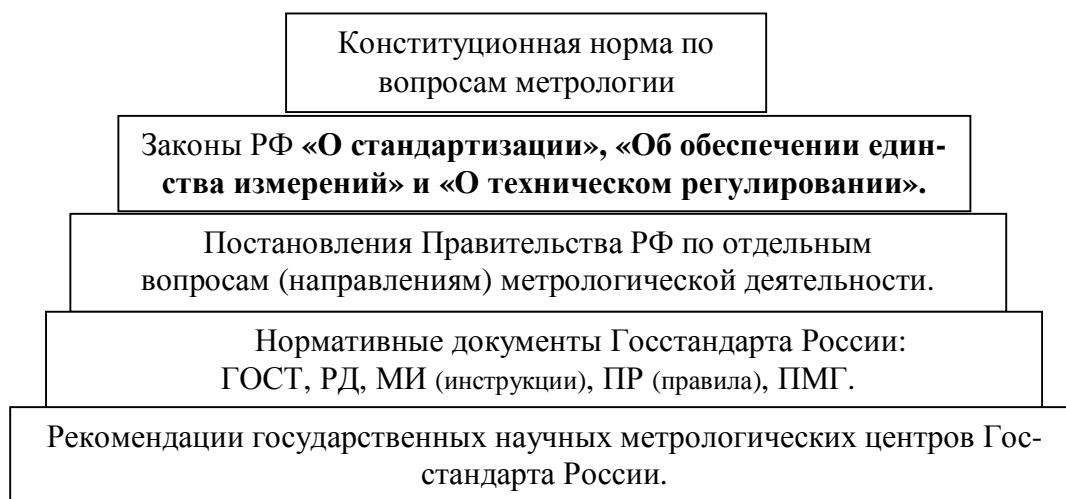 Конституционная норма по
вопросам метрологии
Законы РФ «О стандартизации», «Об обеспечении един-
ства измерений» и «О техническом регулировании».
Постановления Правительства РФ по отдельным
вопросам (направлениям) метрологической деятельности.
Нормативные документы Госстандарта России:
ГОСТ, РД, МИ (инструкции), ПР (правила), ПМГ.
Рекомендации государственных научных метрологических центров Гос-
стандарта России.